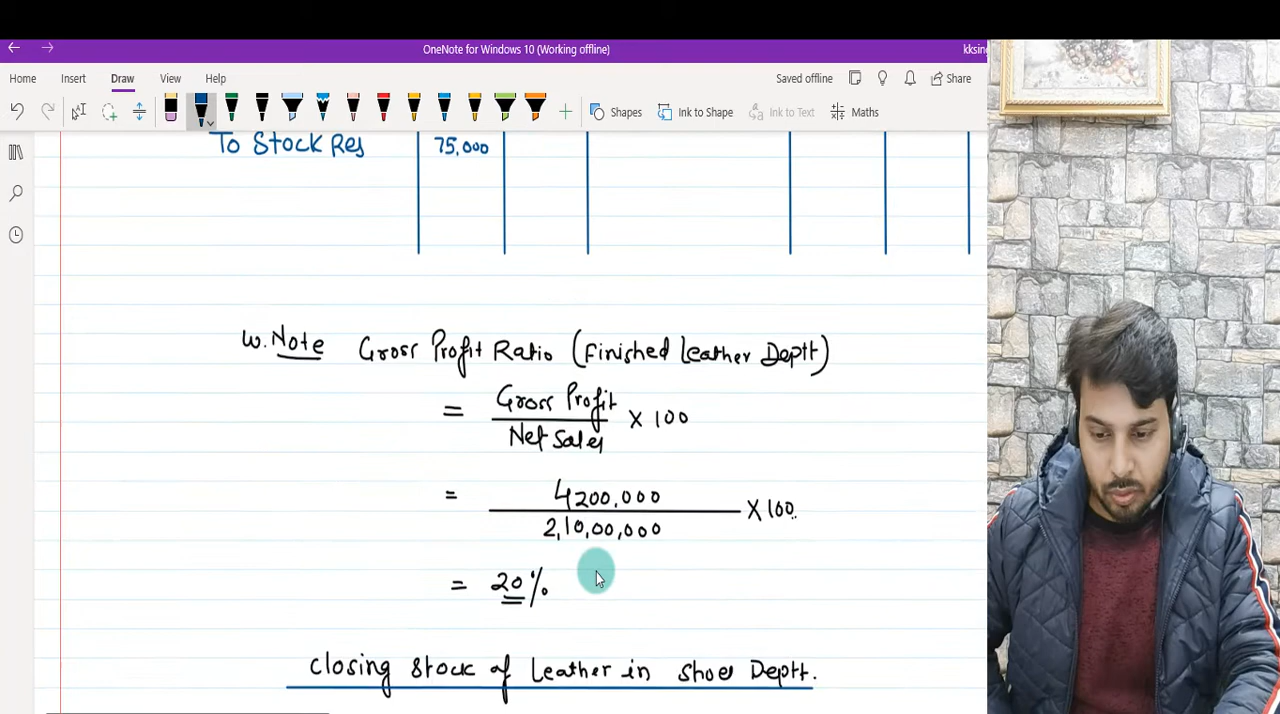 OneNote for Windows 10 (Working offline)
kksin
Home Insert Draw View Help
Saved offline
Share
Shapes
Ink to Shape
Ink to Text
Maths
To Stock Res 75,000
W.Note Gross Profit Ratio (Finished Leather Deptt)
= Gross Profit
Net Sales
X 100
= 4200,000
2,10,00,000
X 100.
= 20%
Closing Stock of Leather in Shoe Deptt.